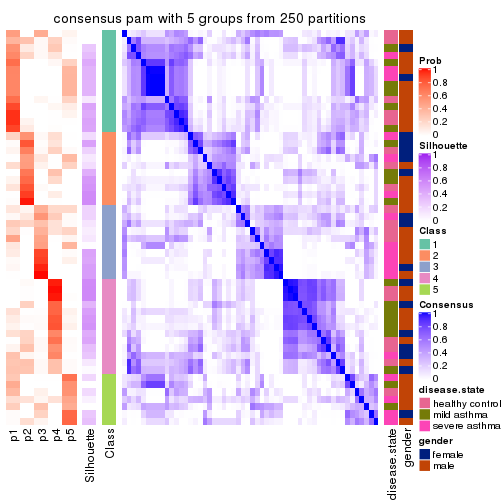 consensus pam with 5 groups from 250 partitions
Prob
1
0.8
0.6
0.4
0.2
0
Silhouette
1
0.8
0.6
0.4
0.2
0
Class
1
2
3
4
5
Consensus
1
0.8
0.6
0.4
0.2
0
disease.state
healthy control
mild asthma
severe asthma
gender
female
male
p1
p2
p3
p4
p5
Silhouette
Class
disease.state
gender